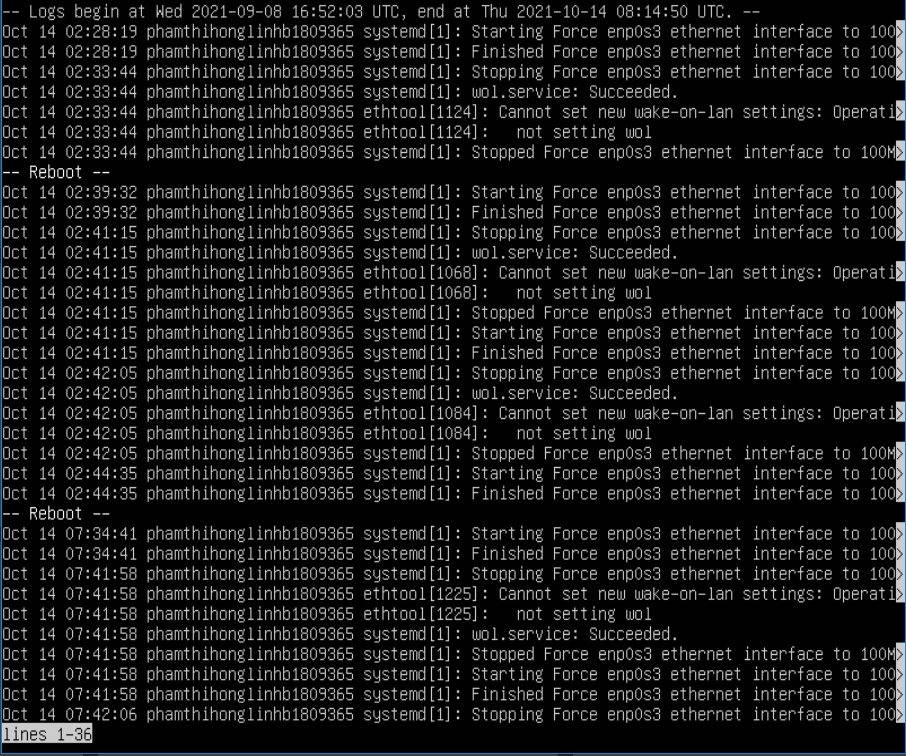 -- Logs begin at Wed 2021-09-08 16:52:03 UTC, end at Thu 2021-10-14 08:14:50 UTC. --
Oct 14 02:28:19 phamthihonglinhb1809365 systemd[1]: Starting Force enp0s3 ethernet interface to 100>
Oct 14 02:28:19 phamthihonglinhb1809365 systemd[1]: Finished Force enp0s3 ethernet interface to 100>
Oct 14 02:33:44 phamthihonglinhb1809365 systemd[1]: Stopping Force enp0s3 ethernet interface to 100>
Oct 14 02:33:44 phamthihonglinhb1809365 systemd[1]: wol.service: Succeeded.
Oct 14 02:33:44 phamthihonglinhb1809365 ethtool[1124]: Cannot set new wake-on-lan settings: Operati>
Oct 14 02:33:44 phamthihonglinhb1809365 ethtool[1124]:   not setting wol
Oct 14 02:33:44 phamthihonglinhb1809365 systemd[1]: Stopped Force enp0s3 ethernet interface to 100M>
-- Reboot --
Oct 14 02:39:32 phamthihonglinhb1809365 systemd[1]: Starting Force enp0s3 ethernet interface to 100>
Oct 14 02:39:32 phamthihonglinhb1809365 systemd[1]: Finished Force enp0s3 ethernet interface to 100>
Oct 14 02:41:15 phamthihonglinhb1809365 systemd[1]: Stopping Force enp0s3 ethernet interface to 100>
Oct 14 02:41:15 phamthihonglinhb1809365 systemd[1]: wol.service: Succeeded.
Oct 14 02:41:15 phamthihonglinhb1809365 ethtool[1068]: Cannot set new wake-on-lan settings: Operati>
Oct 14 02:41:15 phamthihonglinhb1809365 ethtool[1068]:   not setting wol
Oct 14 02:41:15 phamthihonglinhb1809365 systemd[1]: Stopped Force enp0s3 ethernet interface to 100M>
Oct 14 02:41:15 phamthihonglinhb1809365 systemd[1]: Starting Force enp0s3 ethernet interface to 100>
Oct 14 02:41:15 phamthihonglinhb1809365 systemd[1]: Finished Force enp0s3 ethernet interface to 100>
Oct 14 02:42:05 phamthihonglinhb1809365 systemd[1]: Stopping Force enp0s3 ethernet interface to 100>
Oct 14 02:42:05 phamthihonglinhb1809365 systemd[1]: wol.service: Succeeded.
Oct 14 02:42:05 phamthihonglinhb1809365 ethtool[1084]: Cannot set new wake-on-lan settings: Operati>
Oct 14 02:42:05 phamthihonglinhb1809365 ethtool[1084]:   not setting wol
Oct 14 02:42:05 phamthihonglinhb1809365 systemd[1]: Stopped Force enp0s3 ethernet interface to 100M>
Oct 14 02:44:35 phamthihonglinhb1809365 systemd[1]: Starting Force enp0s3 ethernet interface to 100>
Oct 14 02:44:35 phamthihonglinhb1809365 systemd[1]: Finished Force enp0s3 ethernet interface to 100>
-- Reboot --
Oct 14 07:34:41 phamthihonglinhb1809365 systemd[1]: Starting Force enp0s3 ethernet interface to 100>
Oct 14 07:34:41 phamthihonglinhb1809365 systemd[1]: Finished Force enp0s3 ethernet interface to 100>
Oct 14 07:41:58 phamthihonglinhb1809365 systemd[1]: Stopping Force enp0s3 ethernet interface to 100>
Oct 14 07:41:58 phamthihonglinhb1809365 ethtool[1225]: Cannot set new wake-on-lan settings: Operati>
Oct 14 07:41:58 phamthihonglinhb1809365 ethtool[1225]:   not setting wol
Oct 14 07:41:58 phamthihonglinhb1809365 systemd[1]: wol.service: Succeeded.
Oct 14 07:41:58 phamthihonglinhb1809365 systemd[1]: Stopped Force enp0s3 ethernet interface to 100M>
Oct 14 07:41:58 phamthihonglinhb1809365 systemd[1]: Starting Force enp0s3 ethernet interface to 100>
Oct 14 07:41:58 phamthihonglinhb1809365 systemd[1]: Finished Force enp0s3 ethernet interface to 100>
Oct 14 07:42:06 phamthihonglinhb1809365 systemd[1]: Stopping Force enp0s3 ethernet interface to 100>
lines 1-36